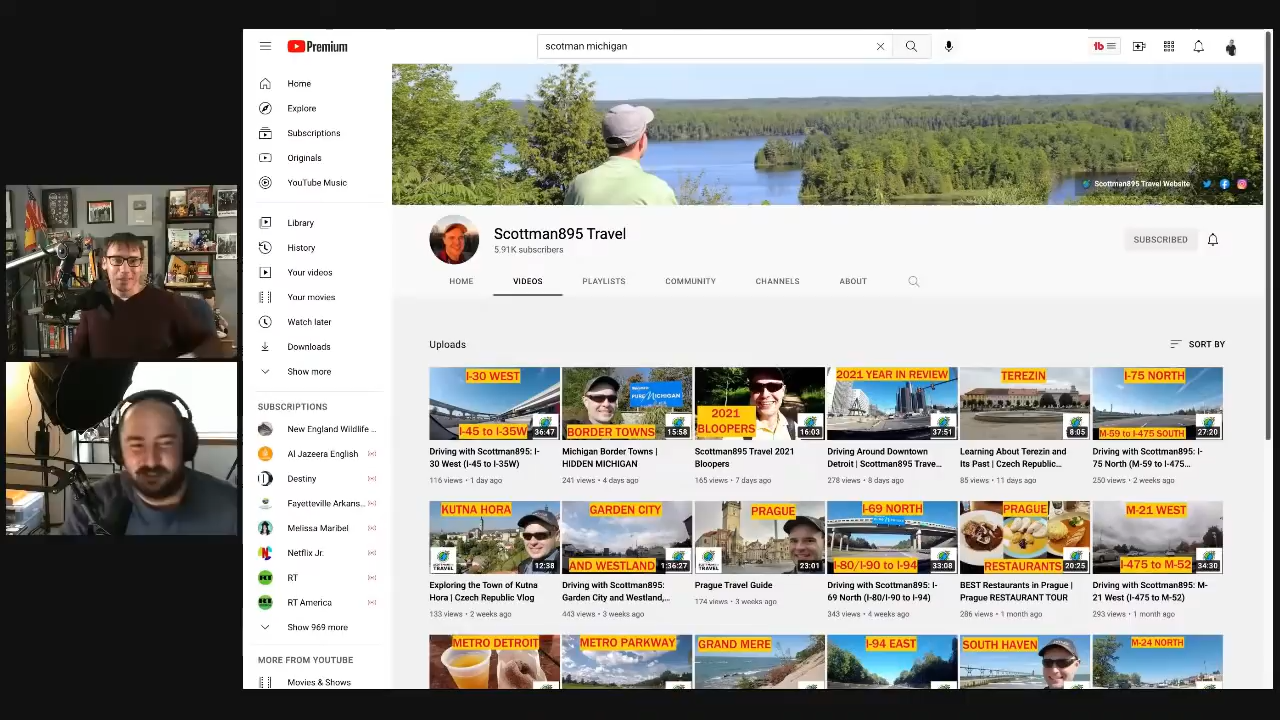 Premium
scotman michigan
Home
Explore
Subscriptions
Originals
YouTube Music
Library
History
Your videos
Your movies
Watch later
Downloads
Show more
SUBSCRIPTIONS
New England Wildlife ...
Al Jazeera English
Destiny
Fayetteville Arkans...
Melissa Maribel
Netflix Jr.
RT
RT America
Show 969 more
MORE FROM YOUTUBE
Movies & Shows
Scottman895 Travel Website
Scottman895 Travel
5.91K subscribers
SUBSCRIBED
HOME VIDEOS PLAYLISTS COMMUNITY CHANNELS ABOUT
Uploads
SORT BY
I-30 WEST
I-45 to I-35W
36:47
Driving with Scottman895: I-
30 West (I-45 to I-35W)
116 views • 1 day ago
PURE MICHIGAN
BORDER TOWNS
15:58
Michigan Border Towns |
HIDDEN MICHIGAN
241 views • 4 days ago
2021
BLOOPERS
16:03
Scottman895 Travel 2021
Bloopers
165 views • 7 days ago
2021 YEAR IN REVIEW
37:51
Driving Around Downtown
Detroit | Scottman895 Trave...
278 views • 8 days ago
TEREZIN
8:05
Learning About Terezin and
Its Past | Czech Republic...
85 views • 11 days ago
I-75 NORTH
M-59 to I-475 SOUTH
27:20
Driving with Scottman895: I-
75 North (M-59 to I-475...
250 views • 2 weeks ago
KUTNA HORA
12:38
Exploring the Town of Kutna
Hora | Czech Republic Vlog
133 views • 2 weeks ago
GARDEN CITY
AND WESTLAND
1:36:27
Driving with Scottman895:
Garden City and Westland,...
443 views • 3 weeks ago
PRAGUE
23:01
Prague Travel Guide
174 views • 3 weeks ago
I-69 NORTH
I-80/I-90 to I-94
33:08
Driving with Scottman895: I-
69 North (I-80/I-90 to I-94)
343 views • 4 weeks ago
PRAGUE
RESTAURANTS
20:25
BEST Restaurants in Prague |
Prague RESTAURANT TOUR
286 views • 1 month ago
M-21 WEST
I-475 to M-52
34:30
Driving with Scottman895: M-
21 West (I-475 to M-52)
293 views • 1 month ago
METRO DETROIT
METRO PARKWAY
GRAND MERE
I-94 EAST
SOUTH HAVEN
M-24 NORTH